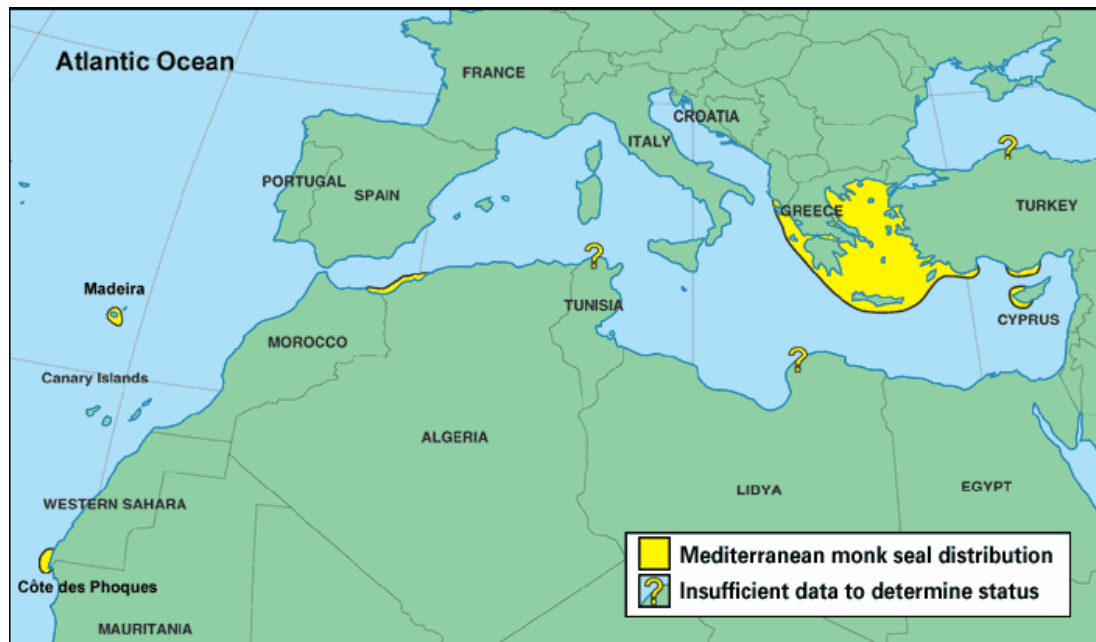 Atlantic Ocean
FRANCE
CROATIA
ITALY
PORTUGAL
SPAIN
GREECE
TURKEY
?
?
Madeira
TUNISIA
CYPRUS
MOROCCO
?
Canary Islands
ALGERIA
LIBYA
EGYPT
WESTERN SAHARA
Côte des Phoques
MAURITANIA
Mediterranean monk seal distribution
? Insufficient data to determine status